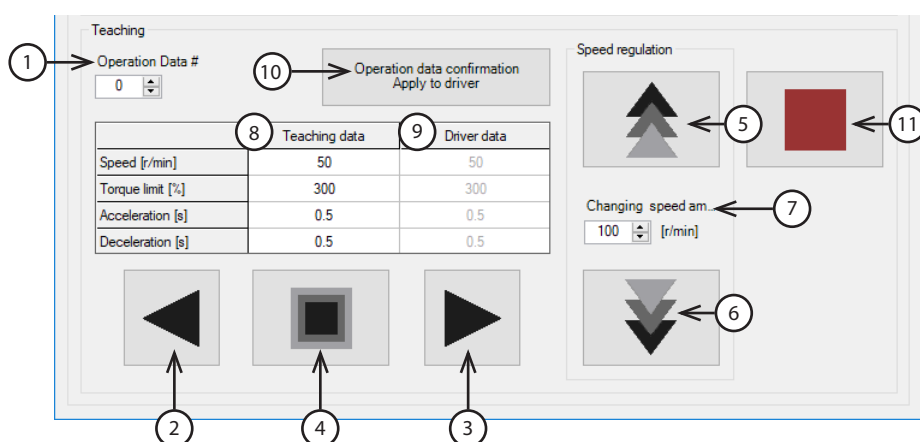 Teaching
1
Operation Data #
0
10
Operation data confirmation
Apply to driver
Speed regulation
5
11
8 Teaching data 9 Driver data
Speed [r/min] 50 50
Torque limit [%] 300 300
Acceleration [s] 0.5 0.5
Deceleration [s] 0.5 0.5
Changing speed am...
7
100 [r/min]
6
2
4
3